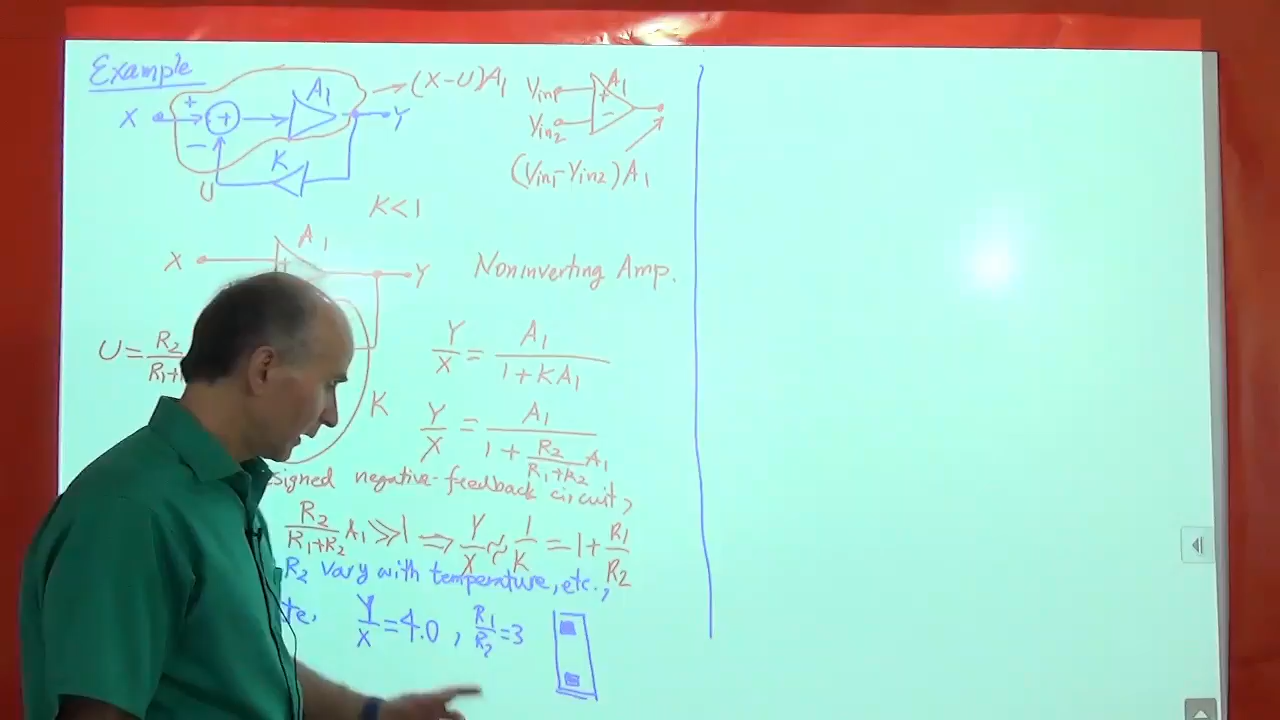 Example
X + + − A1 Y K U
→ (X−U)A1
Vin1 Vin2 + − A1
(Vin1−Vin2)A1
K<1
X A1 + Y
Noninverting Amp.
U = R2/R1+
K
Y/X = A1/(1+KA1)
Y/X = A1/(1+ R2/(R1+R2) A1)
signed negative-feedback circuit,
R2/(R1+R2) A1 ≫ 1 ⇒ Y/X ≈ 1/K = 1 + R1/R2
R2 vary with temperature, etc.,
Y/X = 4.0, R1/R2 = 3